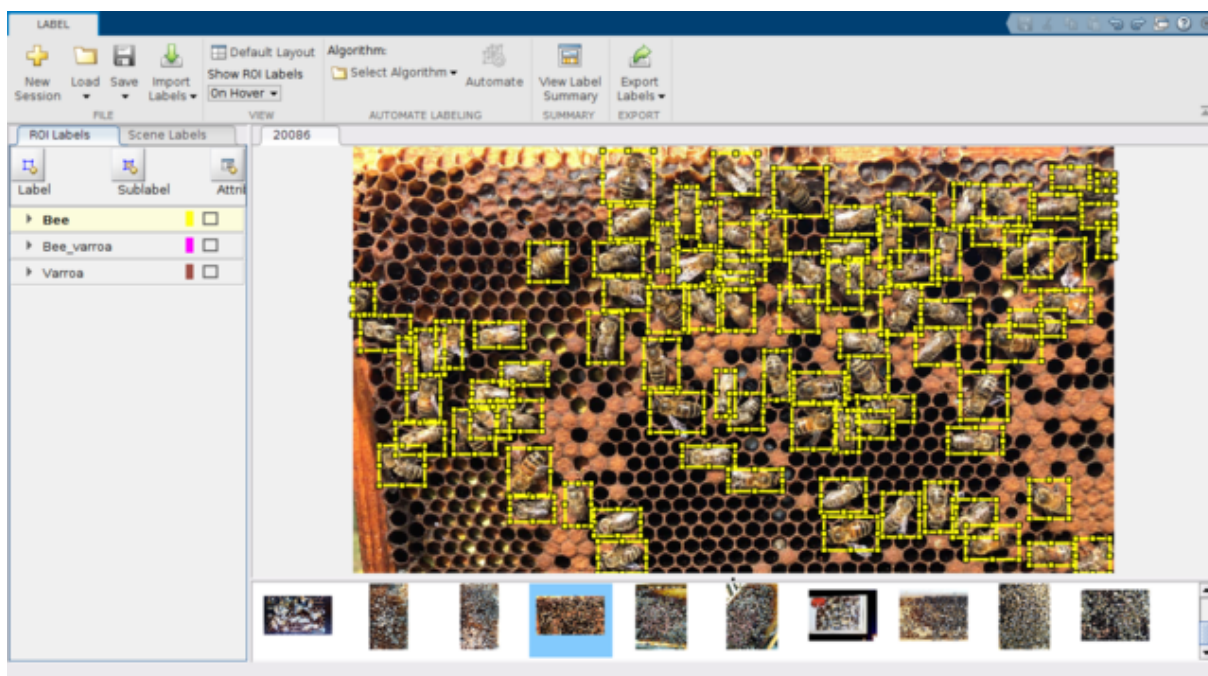 LABEL
New Session
Load
Save
Import Labels
FILE
Default Layout
Show ROI Labels
On Hover
VIEW
Algorithm:
Select Algorithm
Automate
AUTOMATE LABELING
View Label Summary
SUMMARY
Export Labels
EXPORT
ROI Labels
Scene Labels
20086
Label
Sublabel
Attri
Bee
Bee_varroa
Varroa